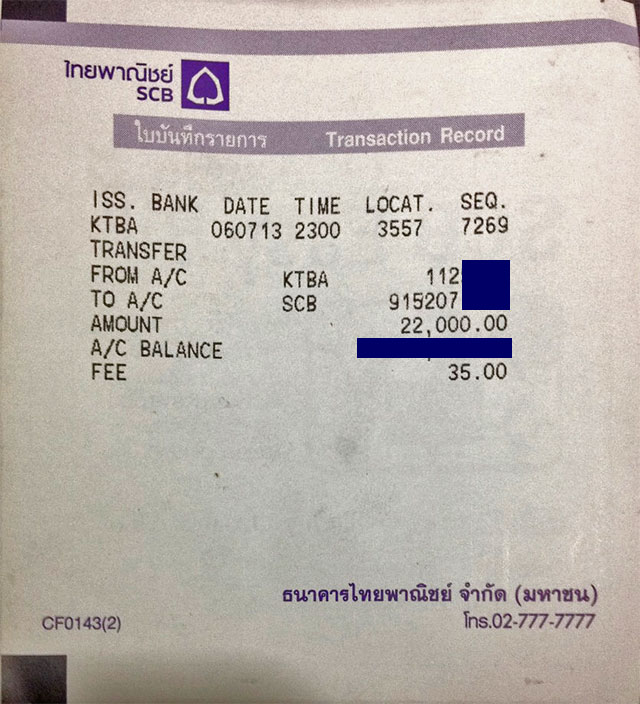 ไทยพาณิชย์
SCB
ใบบันทึกรายการ Transaction Record
ISS. BANK DATE TIME LOCAT. SEQ.
KTBA 060713 2300 3557 7269
TRANSFER
FROM A/C KTBA 112
TO A/C SCB 915207
AMOUNT 22,000.00
A/C BALANCE
FEE 35.00
ธนาคารไทยพาณิชย์ จำกัด (มหาชน)
CF0143(2) โทร.02-777-7777